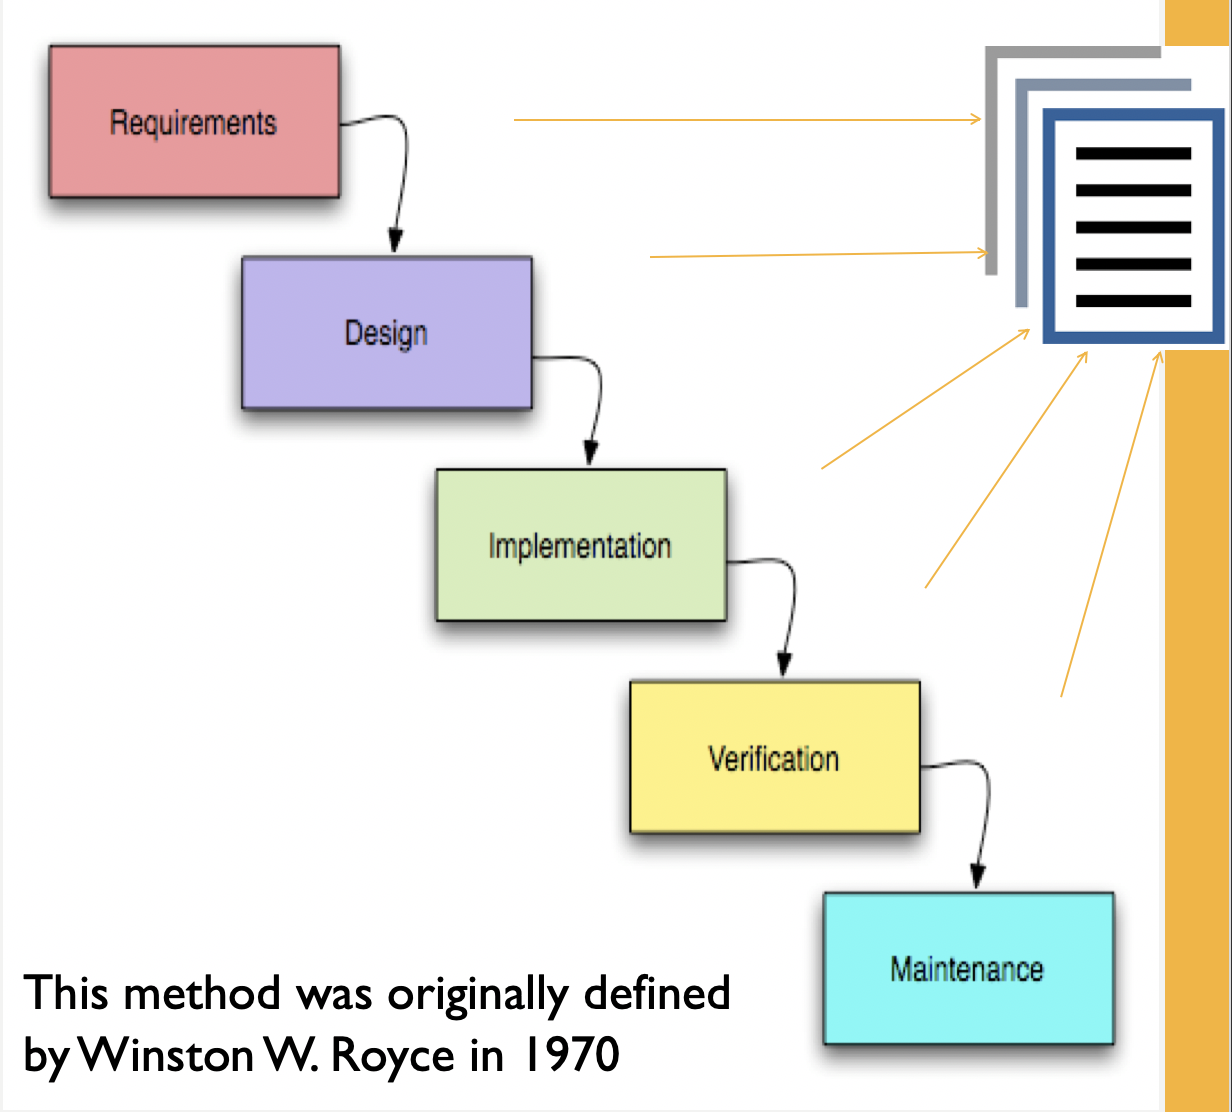 Requirements
Design
Implementation
Verification
Maintenance
This method was originally defined
by Winston W. Royce in 1970